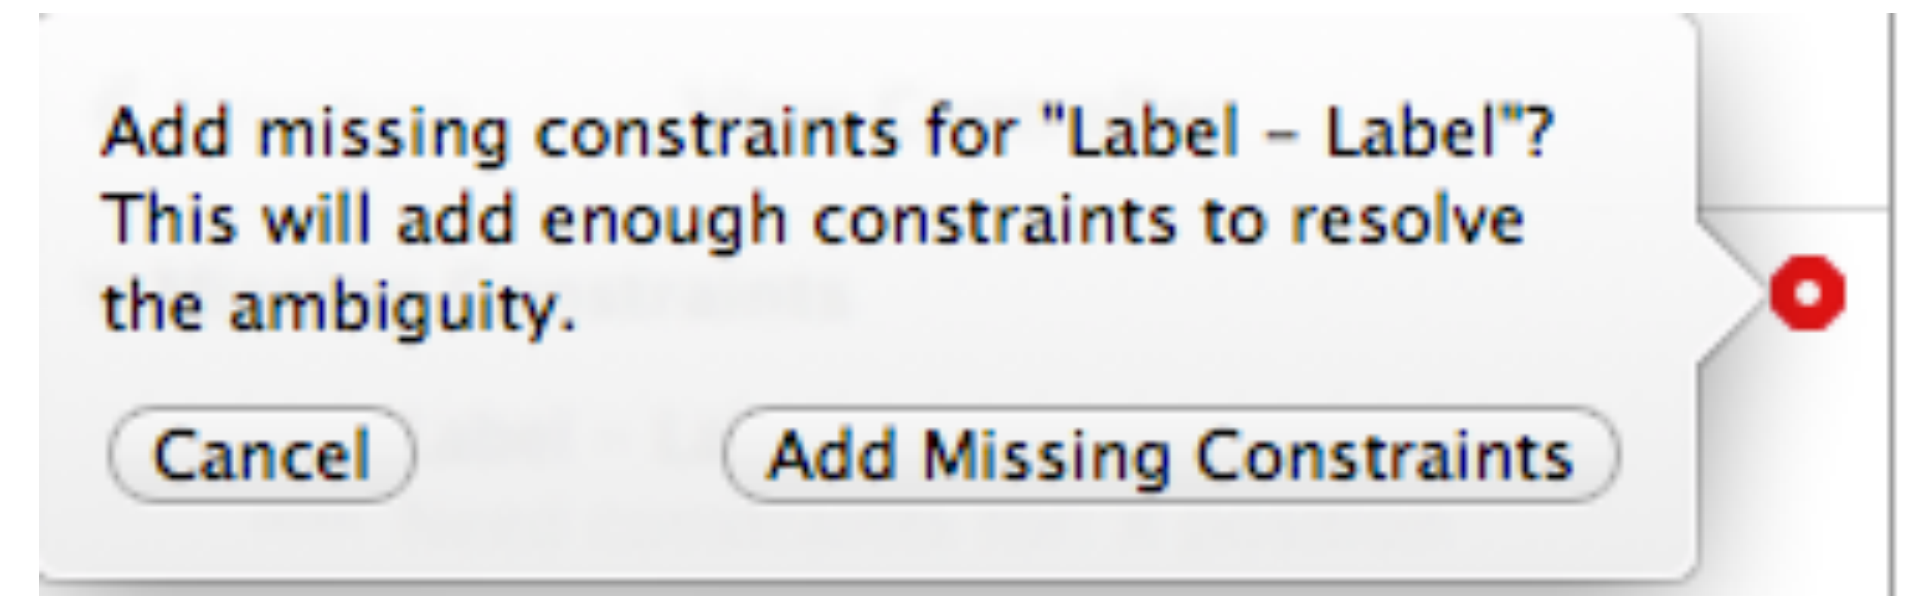 Add missing constraints for "Label – Label"?
This will add enough constraints to resolve
the ambiguity.
Cancel
Add Missing Constraints